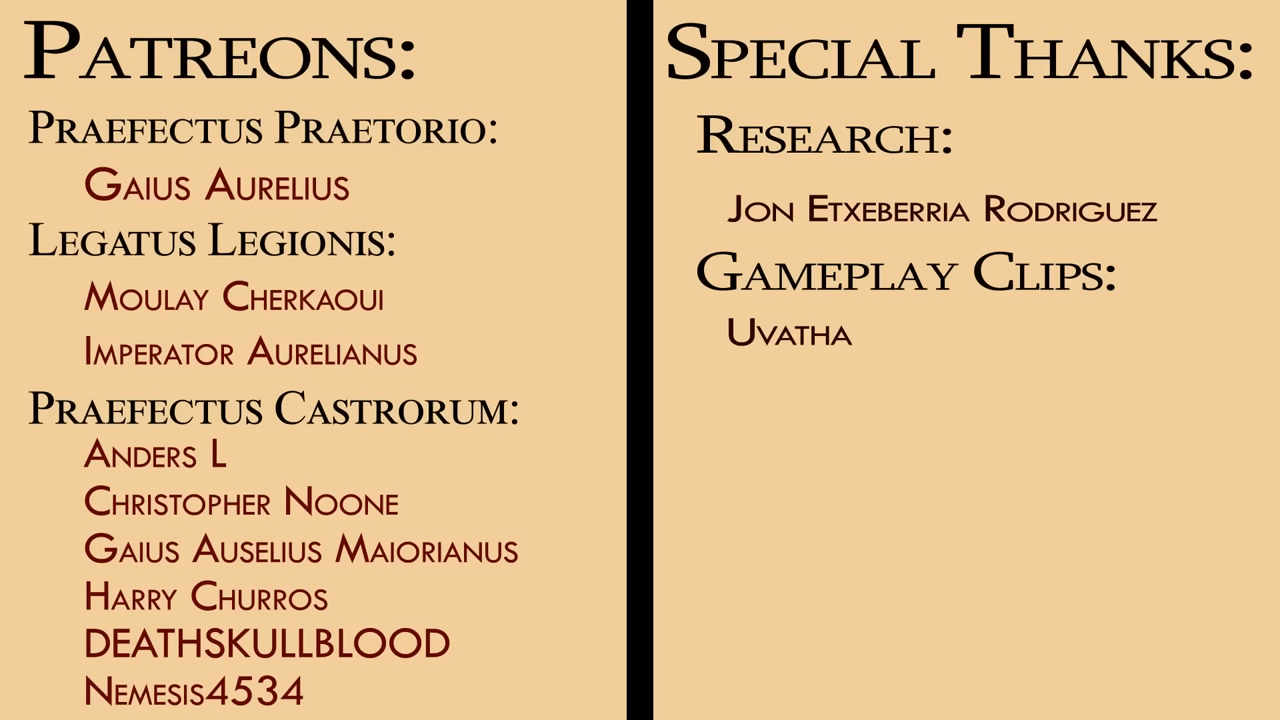 Patreons:
Praefectus Praetorio:
Gaius Aurelius
Legatus Legionis:
Moulay Cherkaoui
Imperator Aurelianus
Praefectus Castrorum:
Anders L
Christopher Noone
Gaius Auselius Maiorianus
Harry Churros
DEATHSKULLBLOOD
Nemesis4534
Special Thanks:
Research:
Jon Etxeberria Rodriguez
Gameplay Clips:
Uvatha